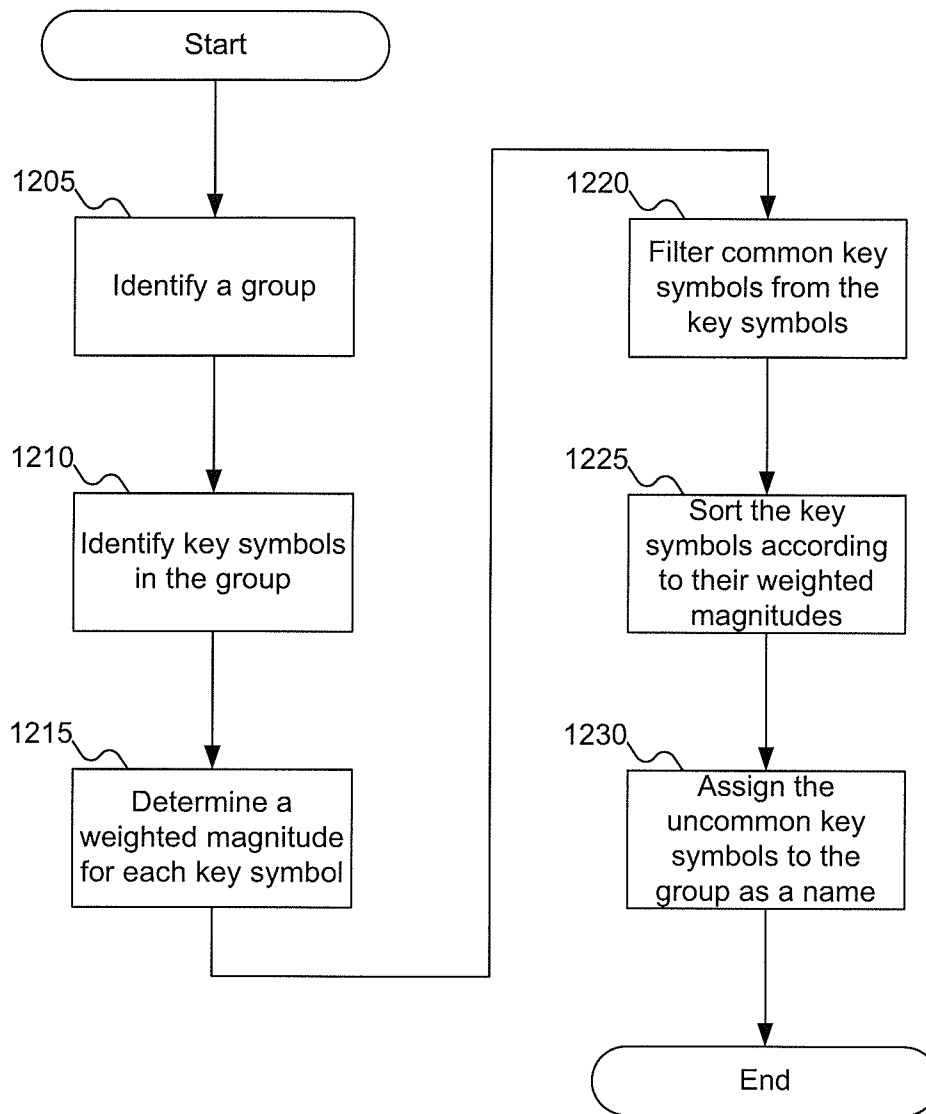 Start
1205
Identify a group
1210
Identify key symbols
in the group
1215
Determine a
weighted magnitude
for each key symbol
1220
Filter common key
symbols from the
key symbols
1225
Sort the key
symbols according
to their weighted
magnitudes
1230
Assign the
uncommon key
symbols to the
group as a name
End